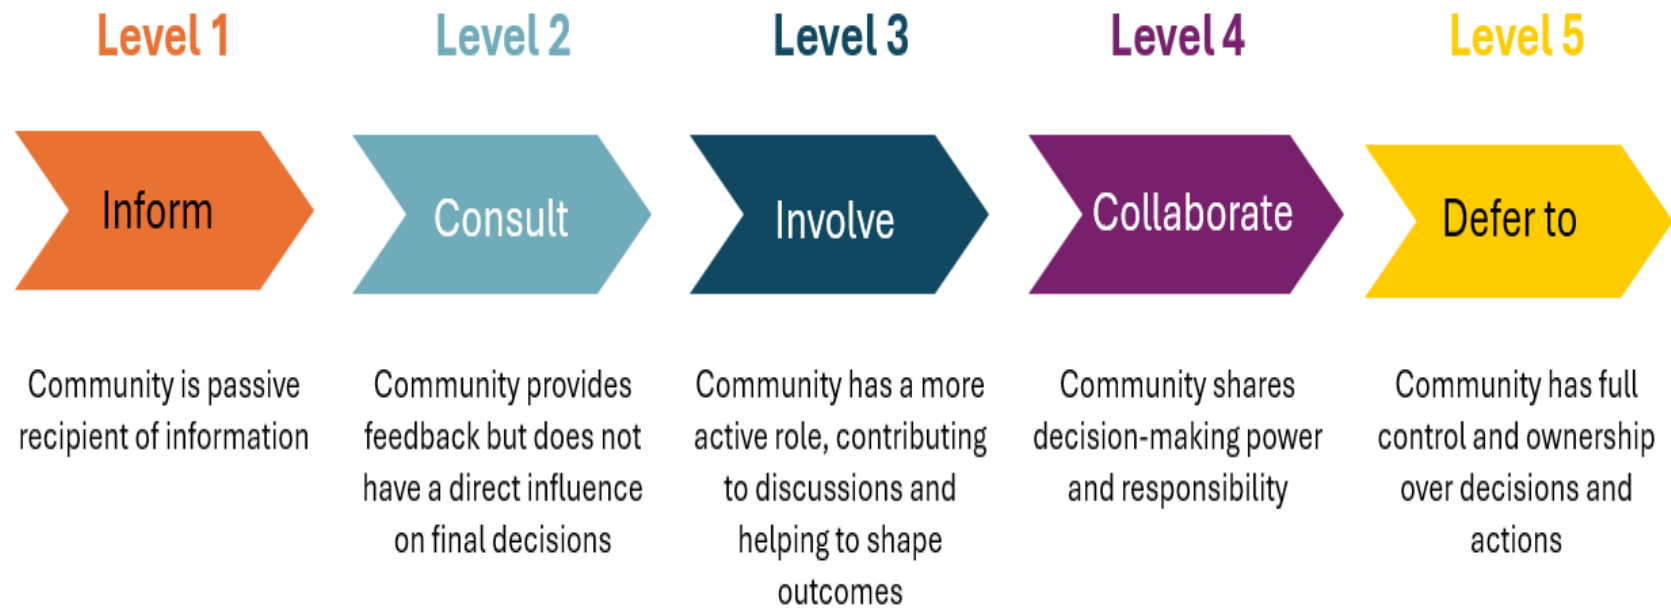 Level 1
Level 2
Level 3
Level 4
Level 5
Inform
Consult
Involve
Collaborate
Defer to
Community is passive
recipient of information
Community provides
feedback but does not
have a direct influence
on final decisions
Community has a more
active role, contributing
to discussions and
helping to shape
outcomes
Community shares
decision-making power
and responsibility
Community has full
control and ownership
over decisions and
actions